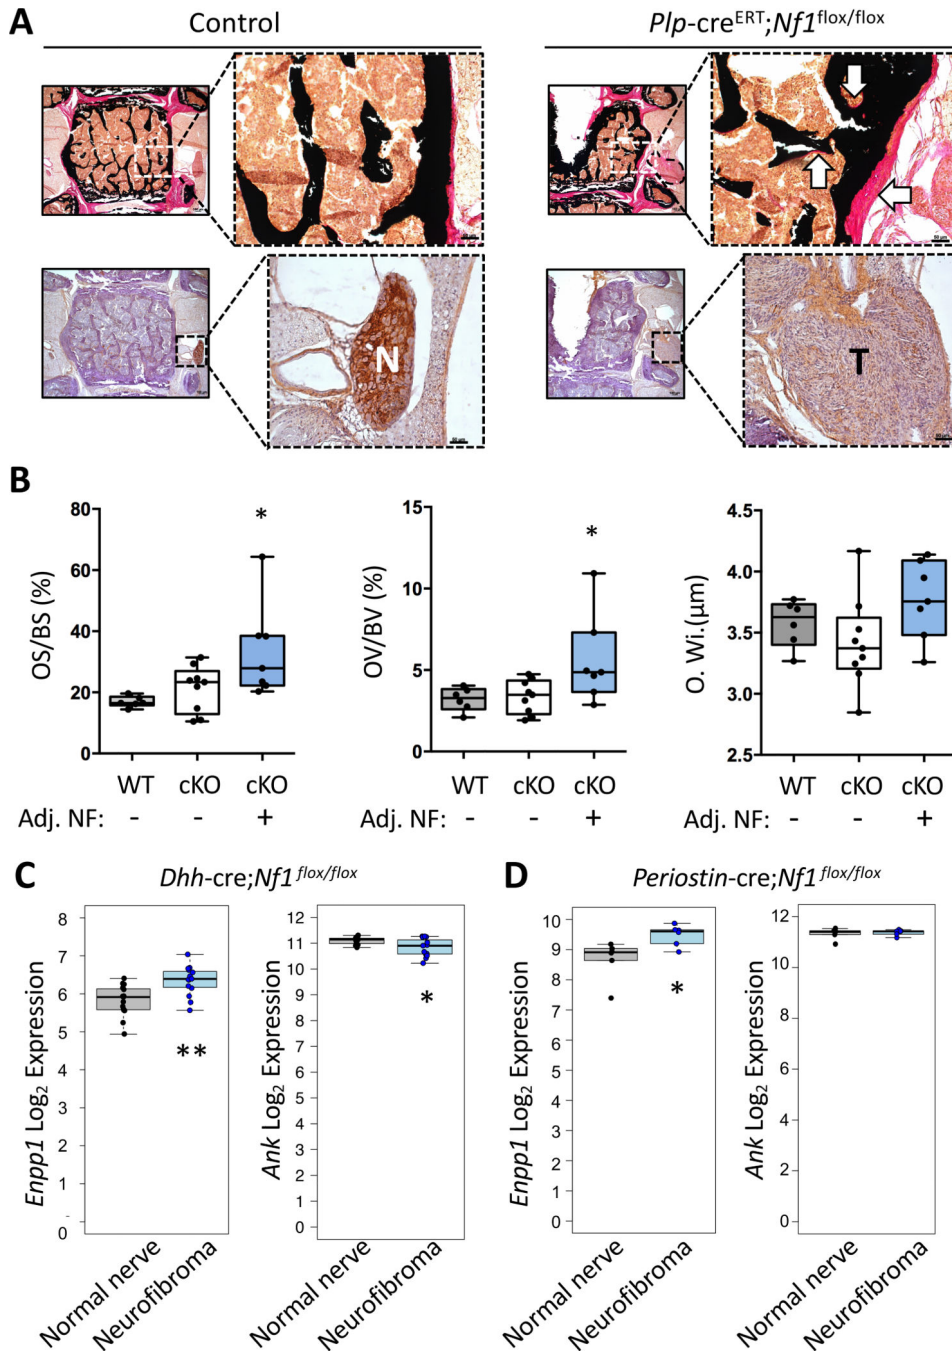 A
Control
Plp-creERT;Nf1flox/flox
N
T
B
OS/BS (%)
80
60
40
20
0
WT cKO cKO
Adj. NF: - - +
OV/BV (%)
15
10
5
0
WT cKO cKO
Adj. NF: - - +
O. Wi.(µm)
4.5
4.0
3.5
3.0
2.5
WT cKO cKO
Adj. NF: - - +
*
*
C
Dhh-cre;Nf1flox/flox
Enpp1 Log2 Expression
8
7
6
5
4
3
2
1
0
**
Normal nerve
Neurofibroma
Ank Log2 Expression
12
11
10
9
8
7
6
5
4
3
2
1
0
*
Normal nerve
Neurofibroma
D
Periostin-cre;Nf1flox/flox
Enpp1 Log2 Expression
10
9
8
7
6
5
4
3
2
1
0
*
Normal nerve
Neurofibroma
Ank Log2 Expression
12
10
8
6
4
2
0
Normal nerve
Neurofibroma